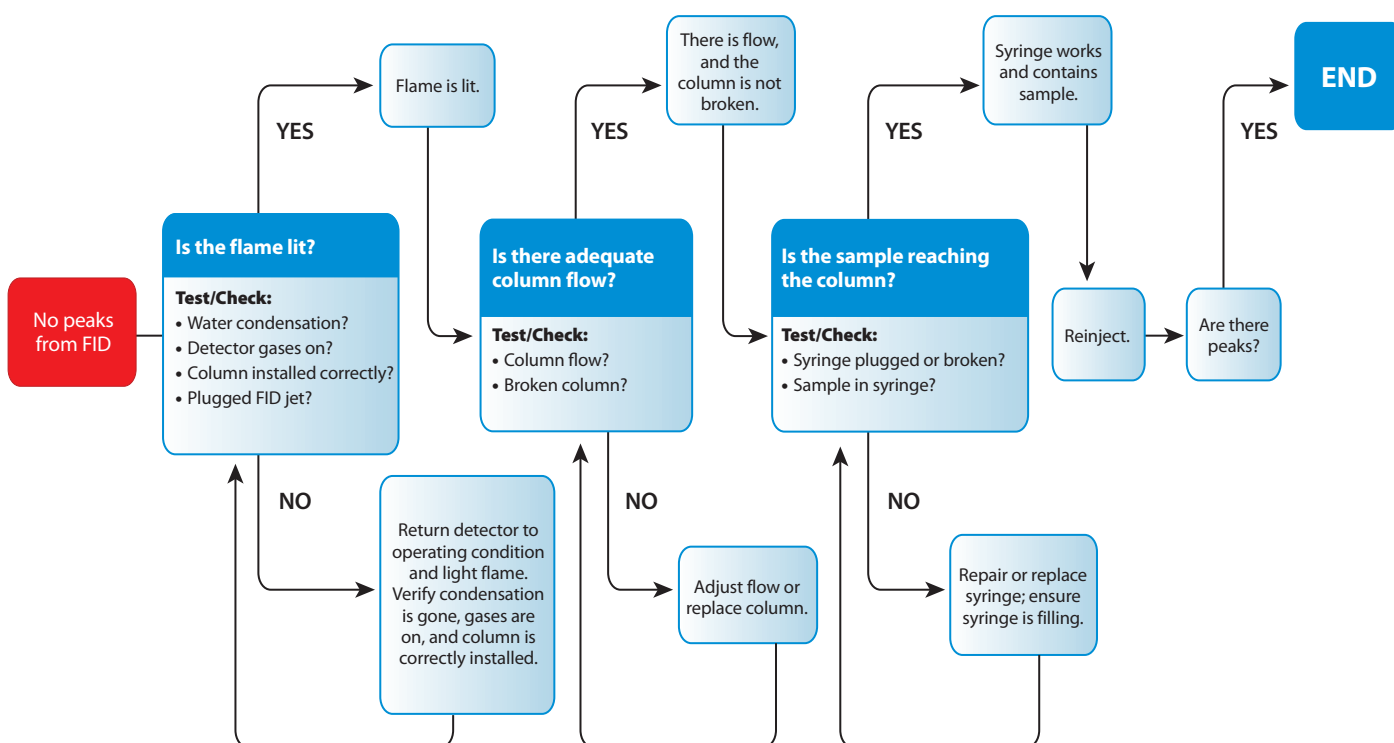 No peaks
from FID
Is the flame lit?
Test/Check:
• Water condensation?
• Detector gases on?
• Column installed correctly?
• Plugged FID jet?
YES
Flame is lit.
NO
Return detector to
operating condition
and light flame.
Verify condensation
is gone, gases are
on, and column is
correctly installed.
Is there adequate
column flow?
Test/Check:
• Column flow?
• Broken column?
YES
There is flow,
and the
column is not
broken.
NO
Adjust flow or
replace column.
Is the sample reaching
the column?
Test/Check:
• Syringe plugged or broken?
• Sample in syringe?
YES
Syringe works
and contains
sample.
NO
Repair or replace
syringe; ensure
syringe is filling.
Reinject.
Are there
peaks?
YES
END